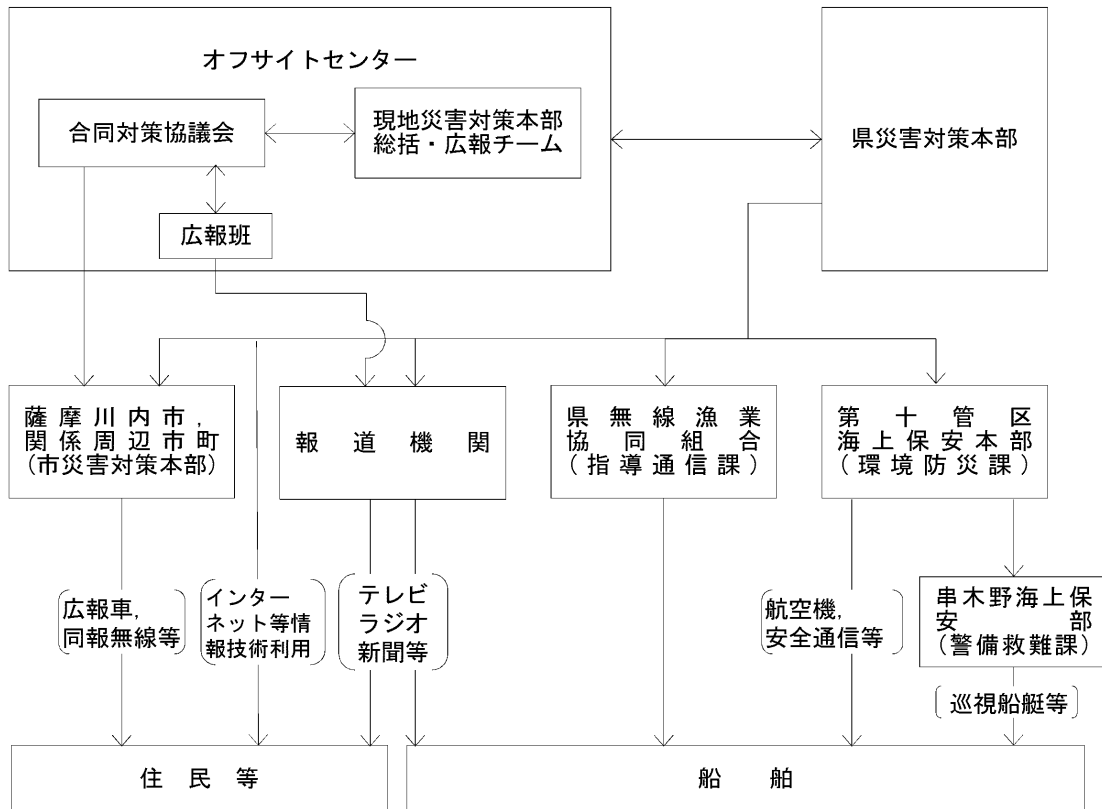 オフサイトセンター
合同対策協議会
現地災害対策本部
総括・広報チーム
県災害対策本部
広報班
薩摩川内市，
関係周辺市町
（市災害対策本部）
報道機関
県無線漁業
協同組合
（指導通信課）
第十管区
海上保安本部
（環境防災課）
広報車，
同報無線等
インター
ネット等情
報技術利用
テレビ
ラジオ
新聞等
航空機，
安全通信等
串木野海上保
安部
（警備救難課）
巡視船艇等
住民等
船舶